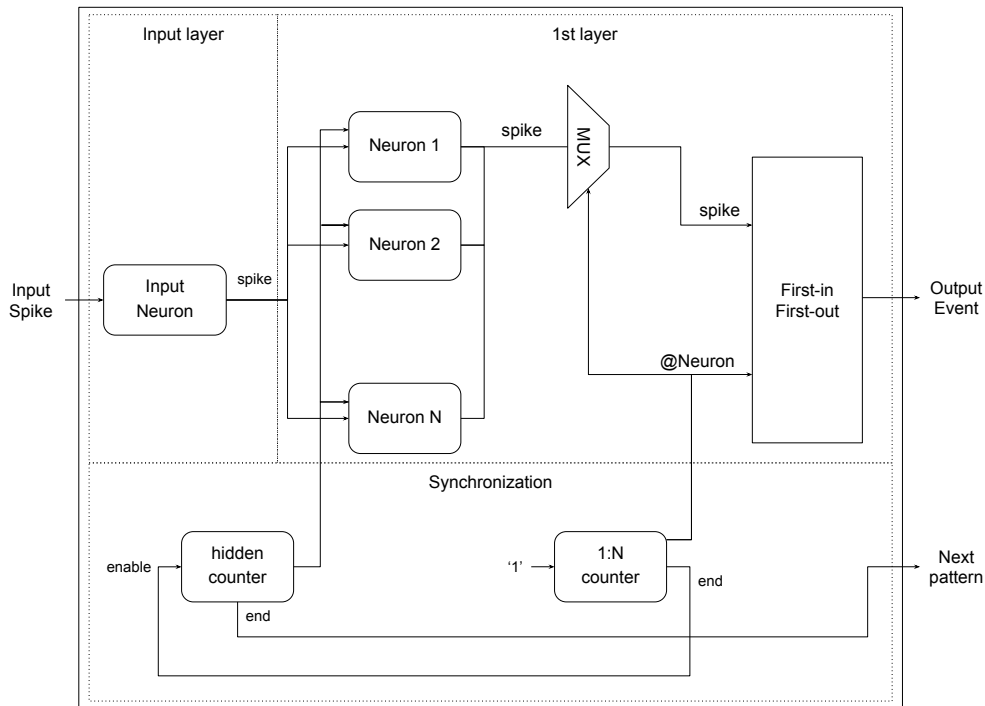 Input layer
1st layer
Neuron 1
spike
MUX
spike
Neuron 2
Input
Spike
Input
Neuron
spike
First-in
First-out
Output
Event
@Neuron
Neuron N
Synchronization
enable
hidden
counter
end
‘1’
1:N
counter
end
Next
pattern